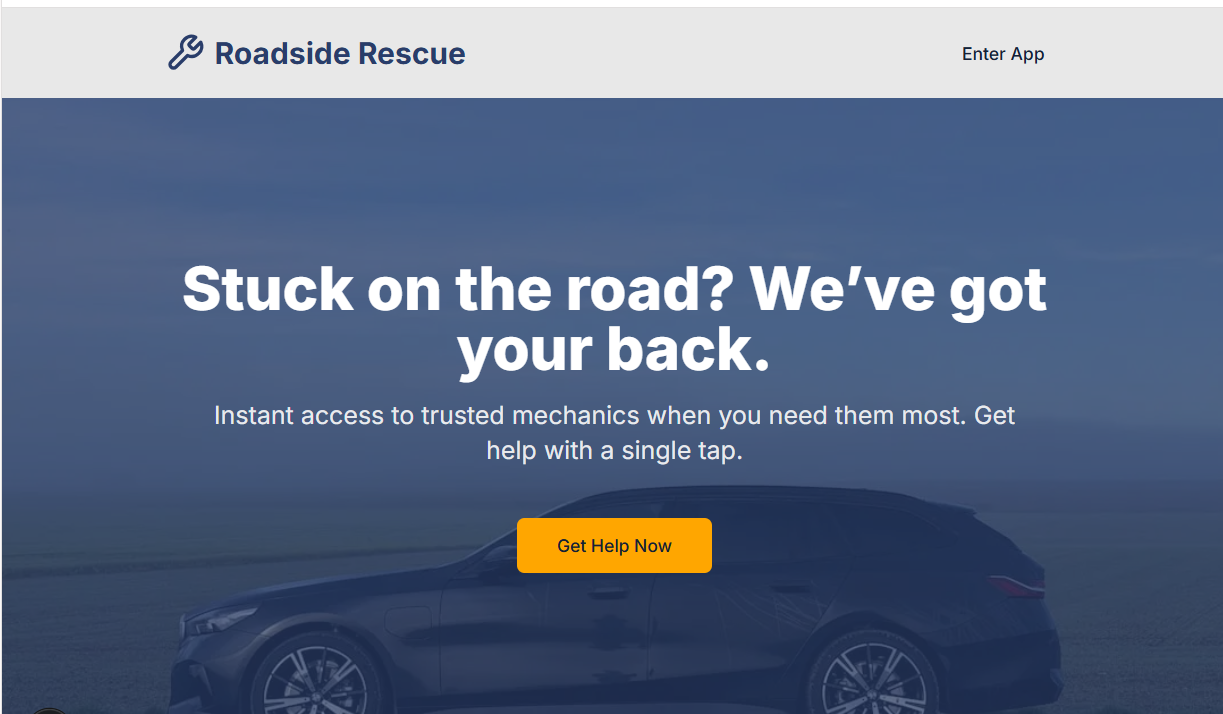 Roadside Rescue
Enter App
Stuck on the road? We’ve got
your back.
Instant access to trusted mechanics when you need them most. Get
help with a single tap.
Get Help Now